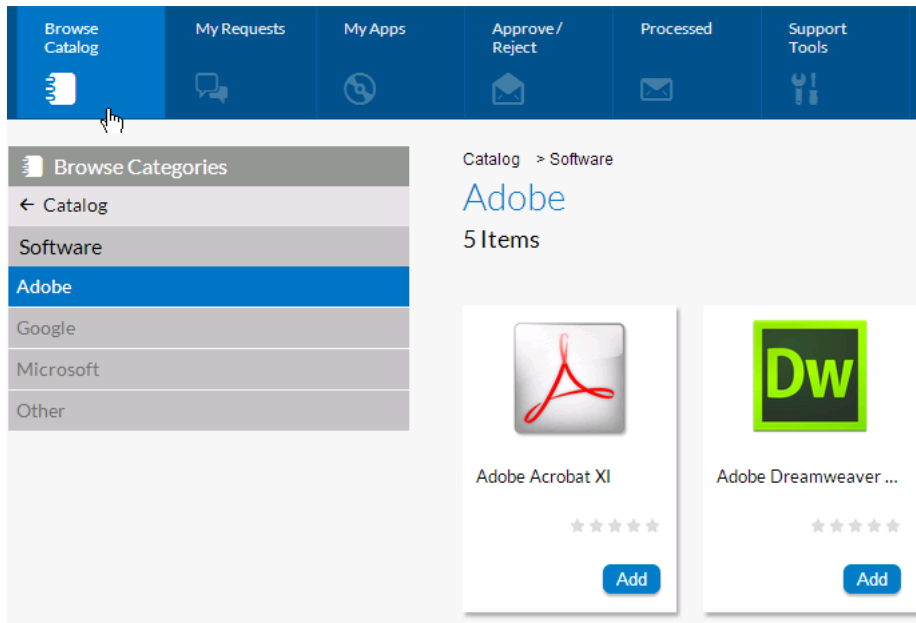 Browse
Catalog
My Requests
My Apps
Approve /
Reject
Processed
Support
Tools
Browse Categories
← Catalog
Software
Adobe
Google
Microsoft
Other
Catalog > Software
Adobe
5 Items
Dw
Adobe Acrobat XI
Adobe Dreamweaver ...
Add
Add